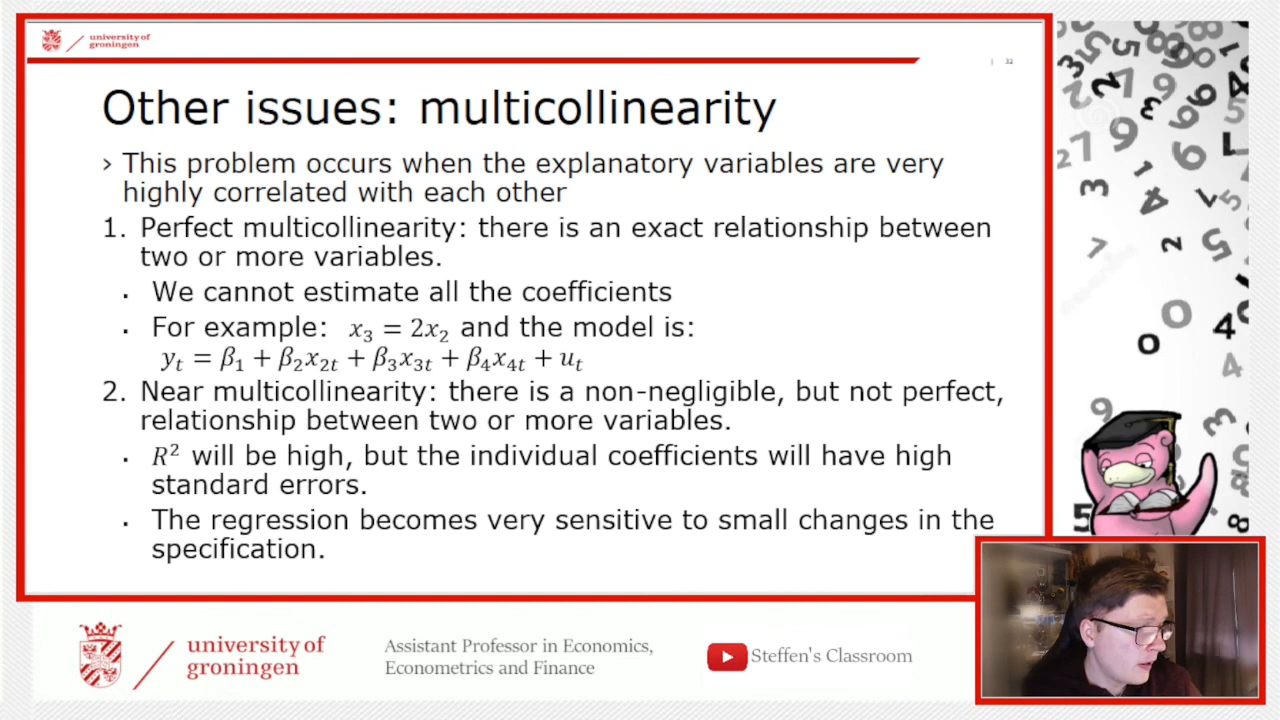 university of
groningen
| 32
Other issues: multicollinearity
› This problem occurs when the explanatory variables are very
highly correlated with each other
1. Perfect multicollinearity: there is an exact relationship between
two or more variables.
▪ We cannot estimate all the coefficients
▪ For example: x₃ = 2x₂ and the model is:
yₜ = β₁ + β₂x₂ₜ + β₃x₃ₜ + β₄x₄ₜ + uₜ
2. Near multicollinearity: there is a non-negligible, but not perfect,
relationship between two or more variables.
▪ R² will be high, but the individual coefficients will have high
standard errors.
▪ The regression becomes very sensitive to small changes in the
specification.
university of
groningen
Assistant Professor in Economics,
Econometrics and Finance
Steffen's Classroom